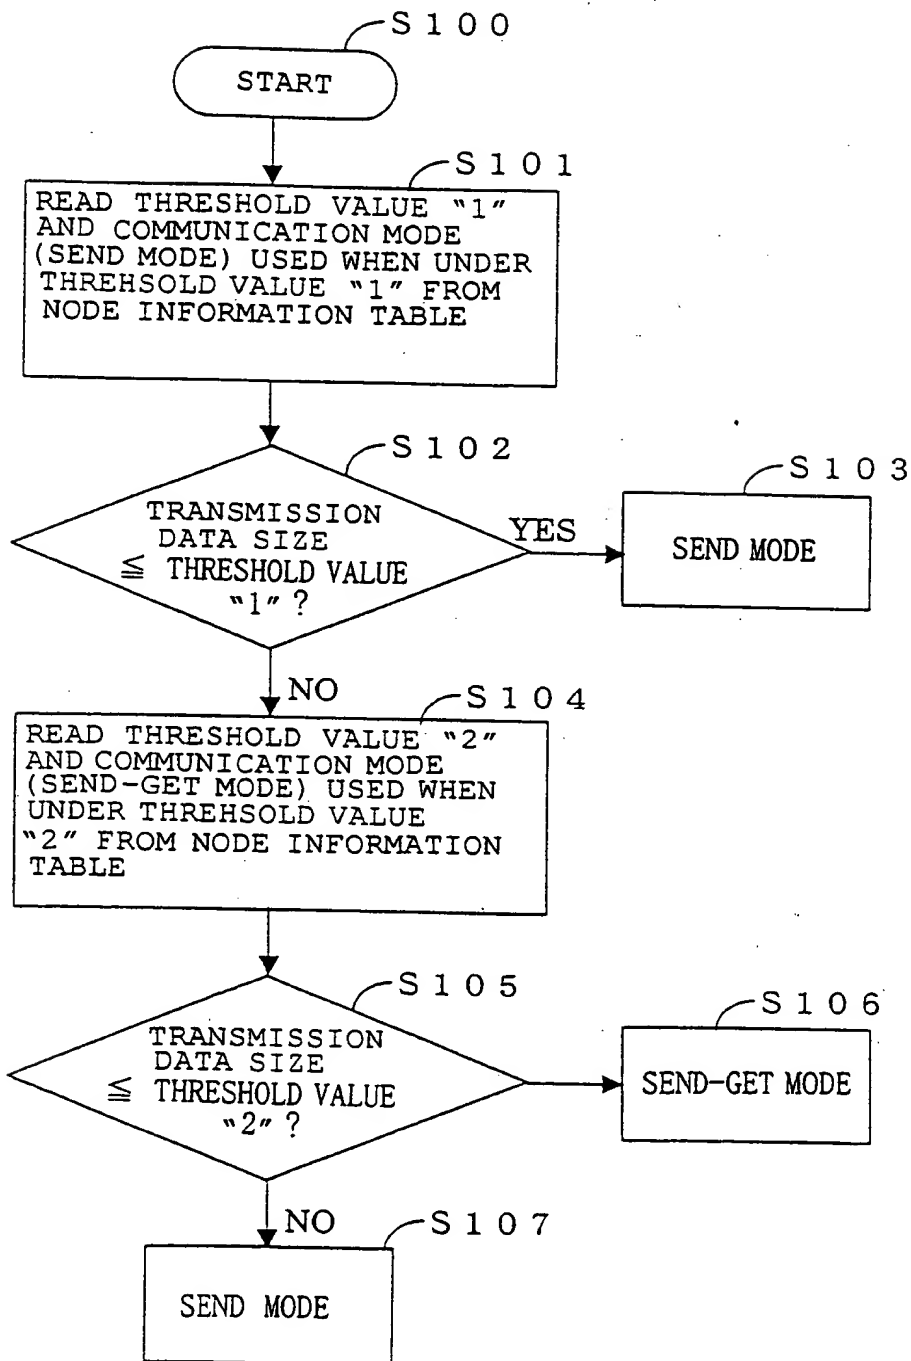 S100
START
S101
READ THRESHOLD VALUE "1"
AND COMMUNICATION MODE
(SEND MODE) USED WHEN UNDER
THREHSOLD VALUE "1" FROM
NODE INFORMATION TABLE
S102
TRANSMISSION
DATA SIZE
≦ THRESHOLD VALUE
"1" ?
YES
S103
SEND MODE
NO
S104
READ THRESHOLD VALUE "2"
AND COMMUNICATION MODE
(SEND-GET MODE) USED WHEN
UNDER THREHSOLD VALUE
"2" FROM NODE INFORMATION
TABLE
S105
TRANSMISSION
DATA SIZE
≦ THRESHOLD VALUE
"2" ?
S106
SEND-GET MODE
NO
S107
SEND MODE